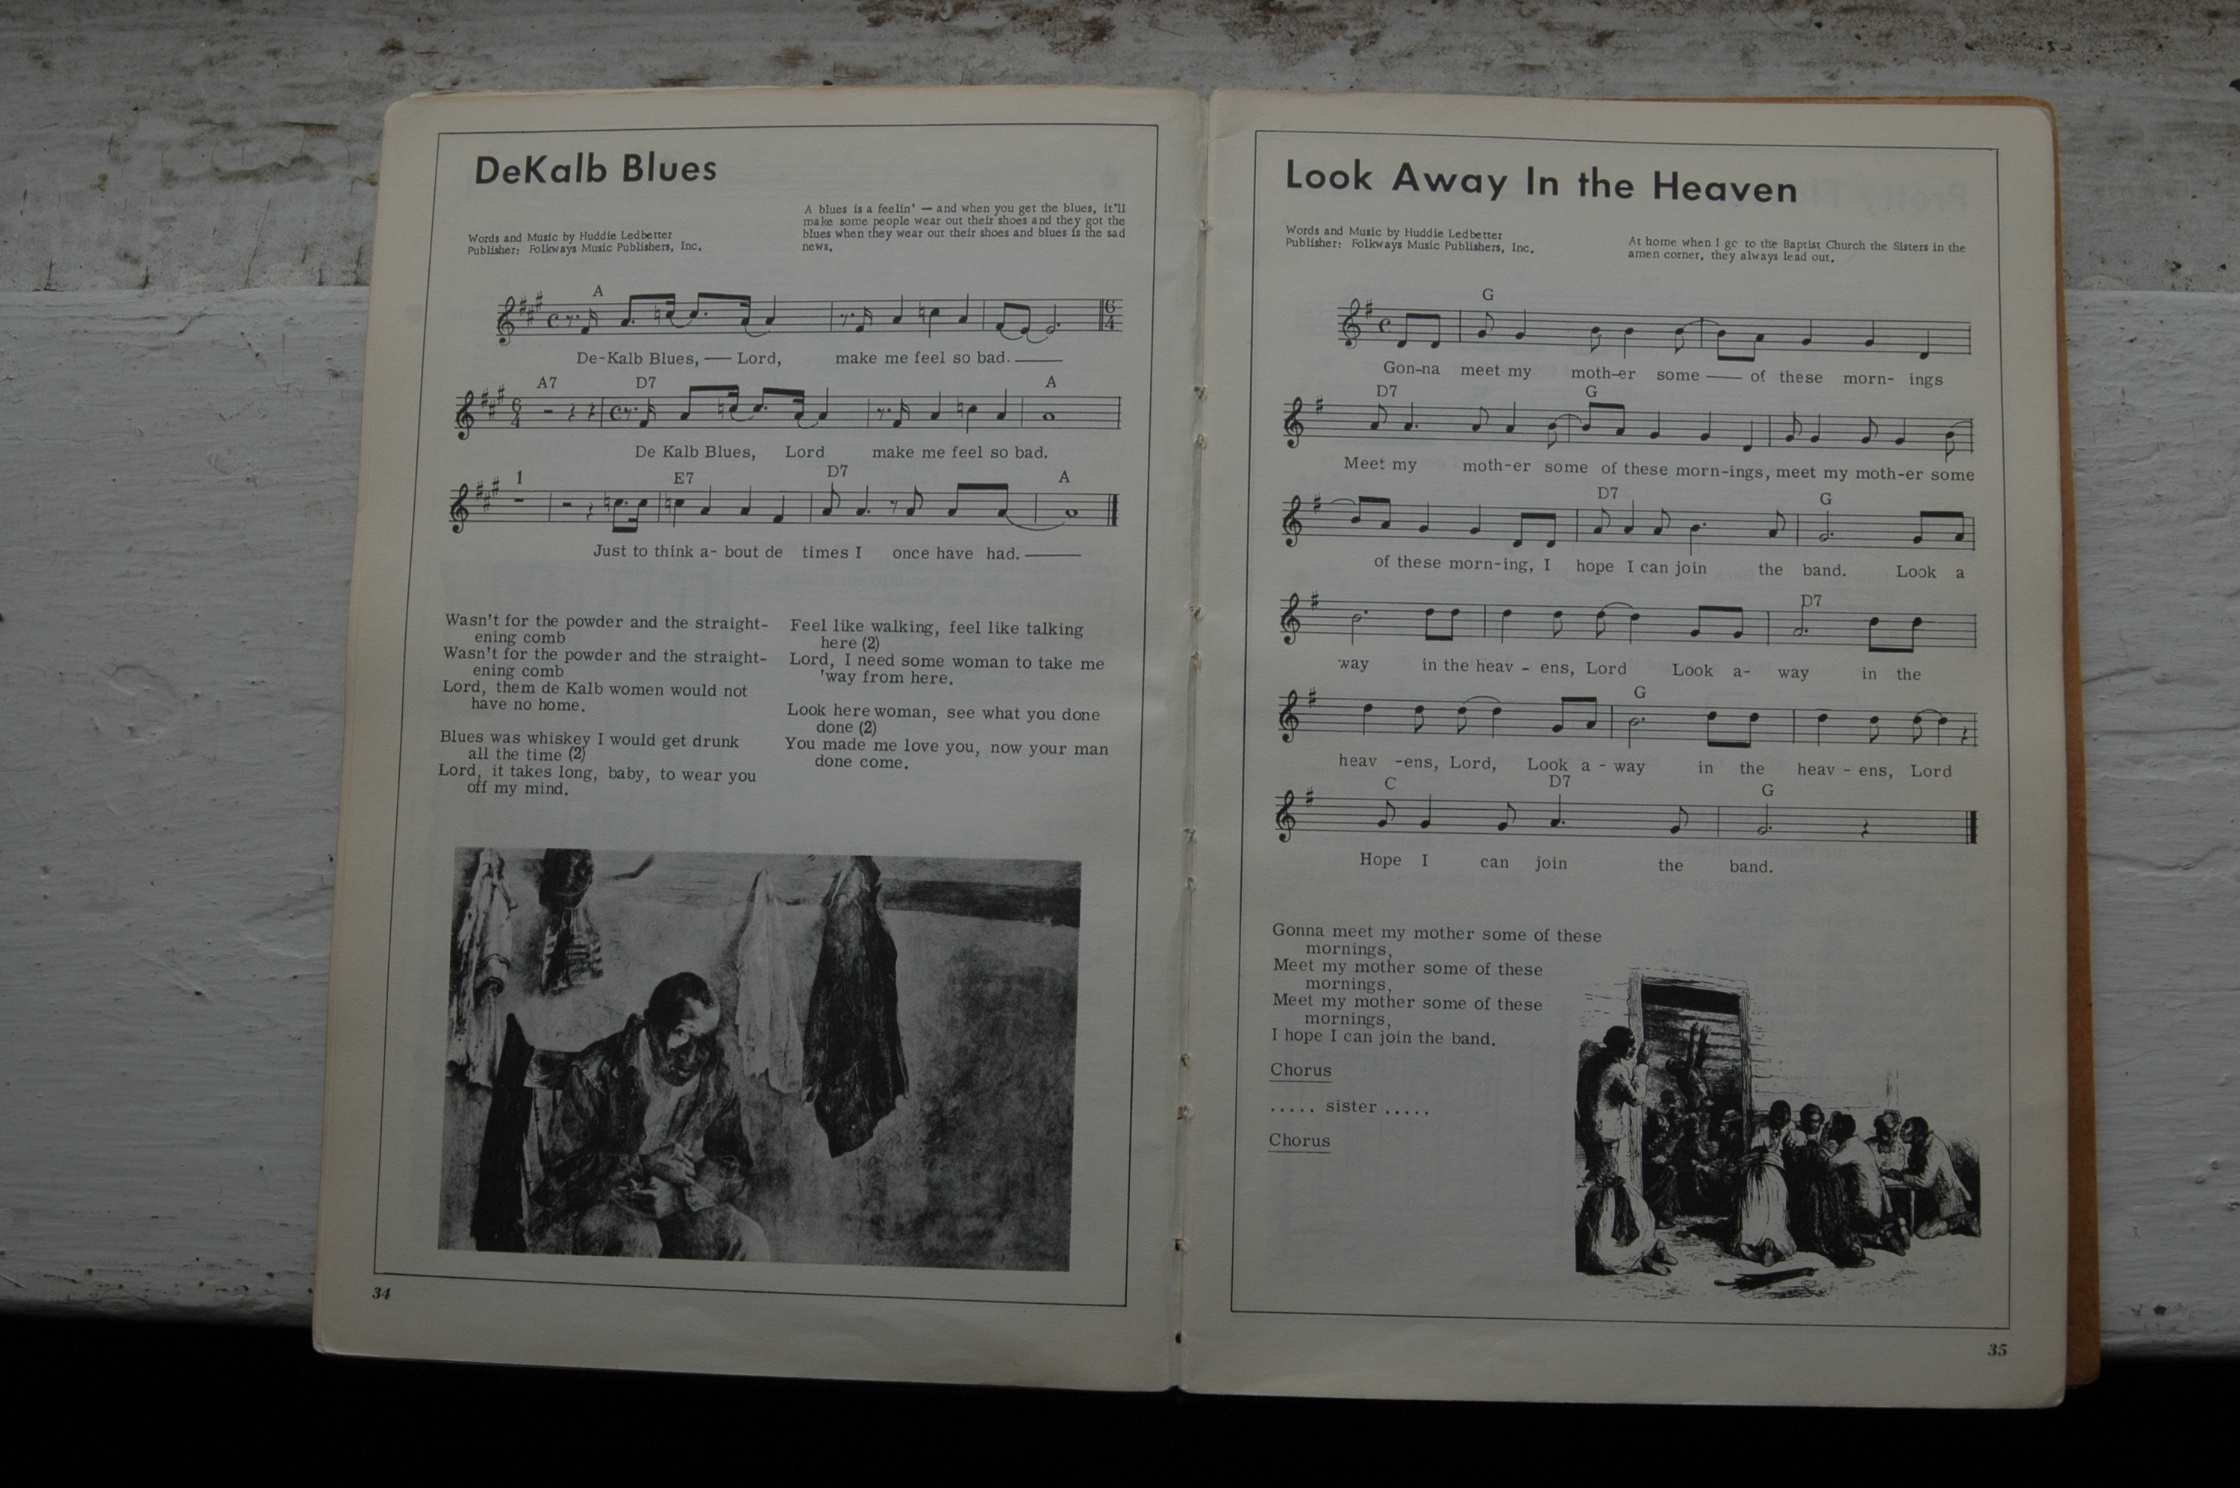 DeKalb Blues
Words and Music by Huddie Ledbetter
Publisher: Folkways Music Publishers, Inc.
A blues is a feelin' — and when you get the blues, it'll
make some people wear out their shoes and they got the
blues when they wear out their shoes and blues is the sad
news.
A
6
4
De-Kalb Blues, — Lord, make me feel so bad. —
A7 D7 A
6
4
De Kalb Blues, Lord make me feel so bad.
1 E7 D7 A
Just to think a- bout de times I once have had. —
Wasn't for the powder and the straight-
ening comb
Wasn't for the powder and the straight-
ening comb
Lord, them de Kalb women would not
have no home.
Blues was whiskey I would get drunk
all the time (2)
Lord, it takes long, baby, to wear you
off my mind.
Feel like walking, feel like talking
here (2)
Lord, I need some woman to take me
'way from here.
Look here woman, see what you done
done (2)
You made me love you, now your man
done come.
34
Look Away In the Heaven
Words and Music by Huddie Ledbetter
Publisher: Folkways Music Publishers, Inc.
At home when I go to the Baptist Church the Sisters in the
amen corner, they always lead out.
G
Gon-na meet my moth-er some — of these morn- ings
D7 G
Meet my moth-er some of these morn-ings, meet my moth-er some
D7 G
of these morn-ing, I hope I can join the band. Look a
D7
way in the heav - ens, Lord Look a- way in the
G
heav -ens, Lord, Look a - way in the heav - ens, Lord
C D7 G
Hope I can join the band.
Gonna meet my mother some of these
mornings,
Meet my mother some of these
mornings,
Meet my mother some of these
mornings,
I hope I can join the band.
Chorus
..... sister .....
Chorus
35